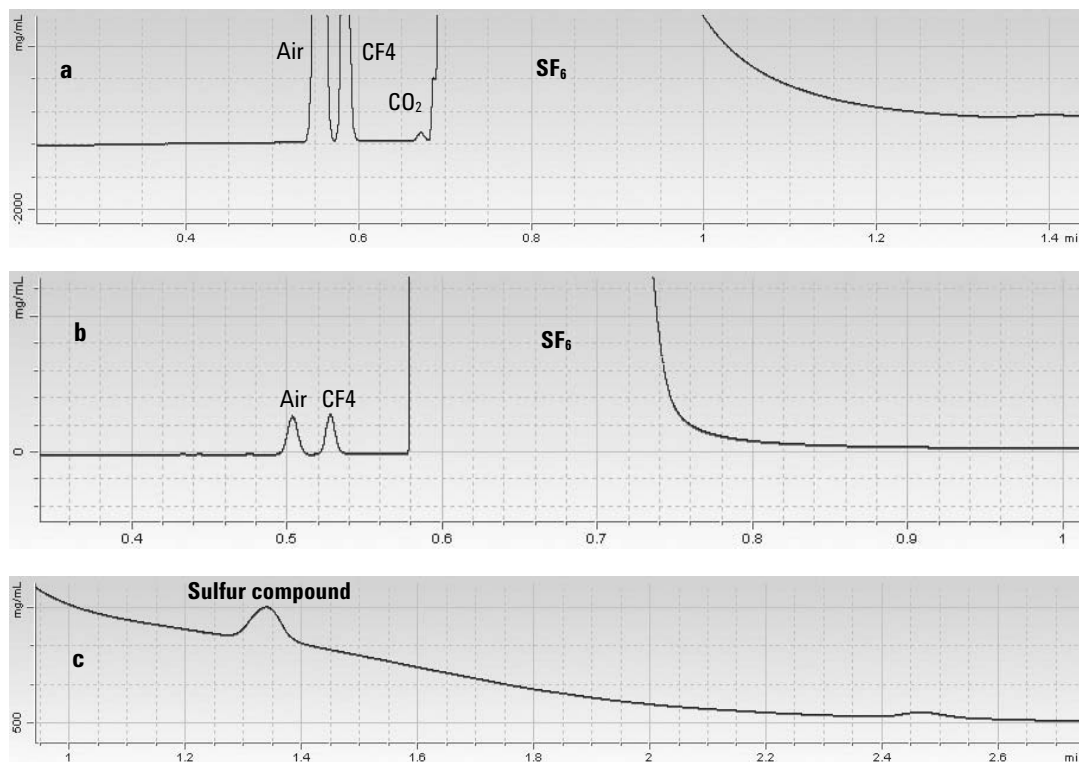 mg/mL
a
Air
CF4
CO₂
SF₆
-2000
0.4 0.6 0.8 1 1.2 1.4 mi
mg/mL
b
Air CF4
SF₆
0
0.4 0.5 0.6 0.7 0.8 0.9 1
mg/mL
Sulfur compound
c
500
1 1.2 1.4 1.6 1.8 2 2.2 2.4 2.6 mi